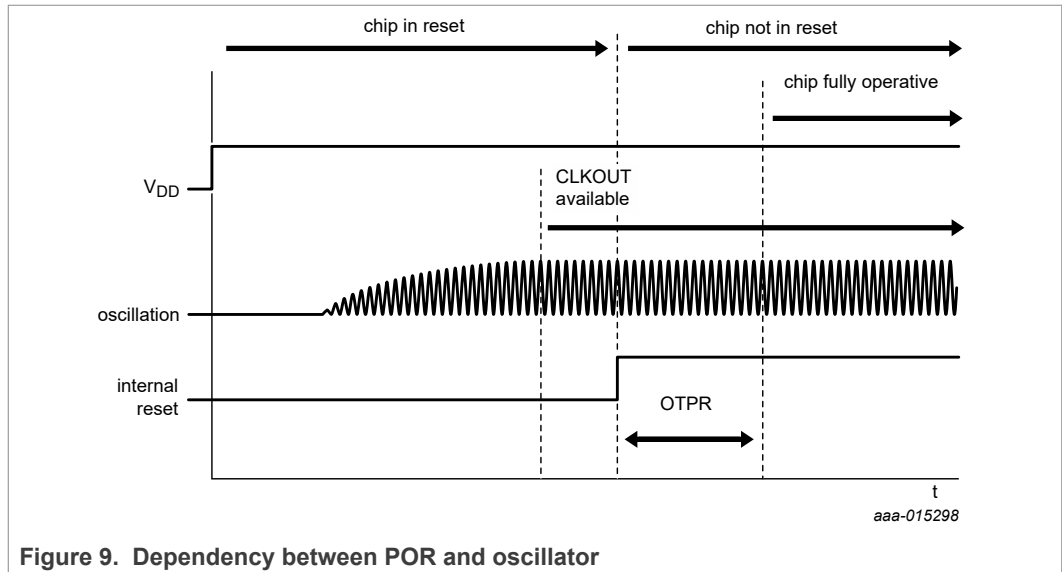 chip in reset
chip not in reset
chip fully operative
VDD
CLKOUT
available
oscillation
internal
reset
OTPR
t
aaa-015298
Figure 9. Dependency between POR and oscillator